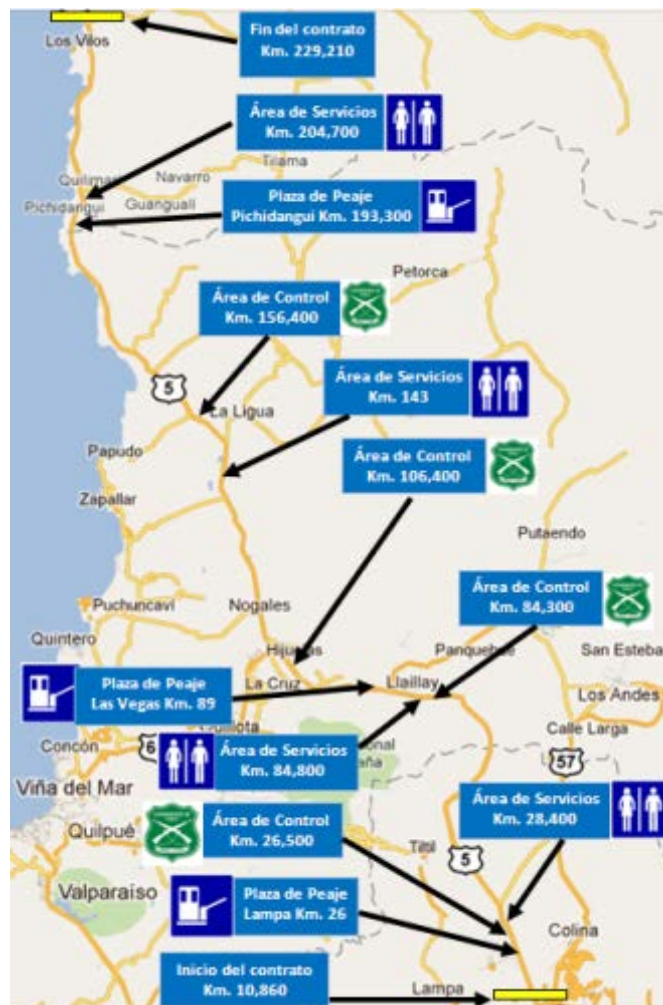 Fin del contrato
Km. 229,210
Los Vilos
Área de Servicios
Km. 204,700
Tilama
Navarro
Guanguali
Pichidangui
Plaza de Peaje
Pichidangui Km. 193,300
Petorca
Área de Control
Km. 156,400
5
Área de Servicios
Km. 143
La Ligua
Papudo
Área de Control
Km. 106,400
Zapallar
Putaendo
Área de Control
Km. 84,300
Puchuncaví
Nogales
Quintero
San Esteba
Plaza de Peaje
Las Vegas Km. 89
La Cruz
Llaillay
Los Andes
Calle Larga
Concón
6
Área de Servicios
Km. 84,800
57
Viña del Mar
Área de Servicios
Km. 28,400
Quilpué
Área de Control
Km. 26,500
Tiltil
5
Valparaíso
Plaza de Peaje
Lampa Km. 26
Colina
Inicio del contrato
Km. 10,860
Lampa